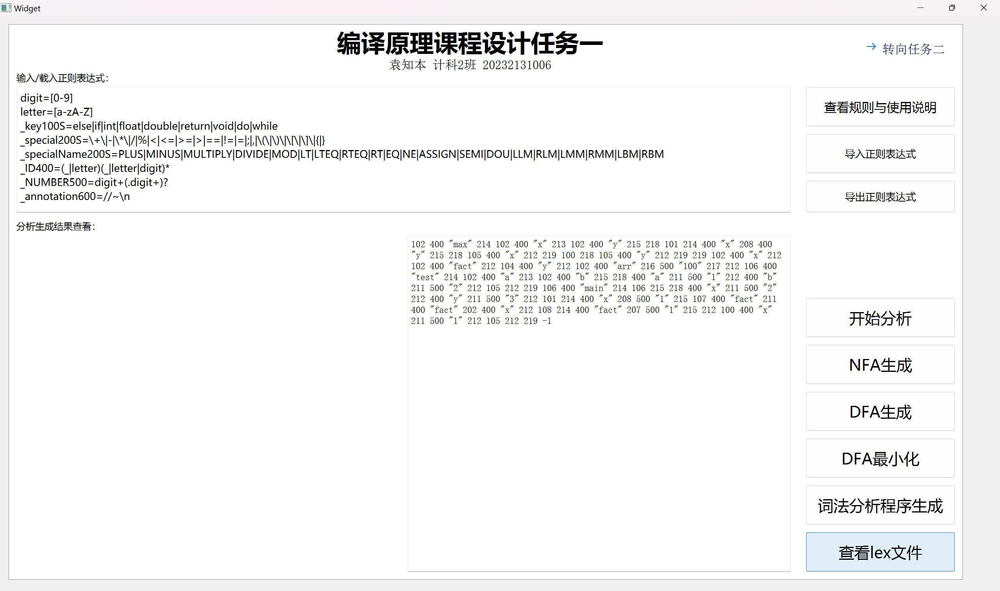 Widget
编译原理课程设计任务一
→ 转向任务二
袁知本 计科2班 20232131006
输入/载入正则表达式：
digit=[0-9]
letter=[a-zA-Z]
_key100S=else|if|int|float|double|return|void|do|while
_special200S=\+\|-|\*\|/|%|<|<=|>=|>|==|!=|=|;|,|\(\|\)\|\[\|\]\|{|}
_specialName200S=PLUS|MINUS|MULTIPLY|DIVIDE|MOD|LT|LTEQ|RTEQ|RT|EQ|NE|ASSIGN|SEMI|DOU|LLM|RLM|LMM|RMM|LBM|RBM
_ID400=(_|letter)(_|letter|digit)*
_NUMBER500=digit+(.digit+)?
_annotation600=//~\n
查看规则与使用说明
导入正则表达式
导出正则表达式
分析生成结果查看：
102 400 "max" 214 102 400 "x" 213 102 400 "y" 215 218 101 214 400 "x" 208 400
"y" 215 218 105 400 "x" 212 219 100 218 105 400 "y" 212 219 219 102 400 "x" 212
102 400 "fact" 212 104 400 "y" 212 102 400 "arr" 216 500 "100" 217 212 106 400
"test" 214 102 400 "a" 213 102 400 "b" 215 218 400 "a" 211 500 "1" 212 400 "b"
211 500 "2" 212 105 212 219 106 400 "main" 214 106 215 218 400 "x" 211 500 "2"
212 400 "y" 211 500 "3" 212 101 214 400 "x" 208 500 "1" 215 107 400 "fact" 211
400 "fact" 202 400 "x" 212 108 214 400 "fact" 207 500 "1" 215 212 100 400 "x"
211 500 "1" 212 105 212 219 -1
开始分析
NFA生成
DFA生成
DFA最小化
词法分析程序生成
查看lex文件